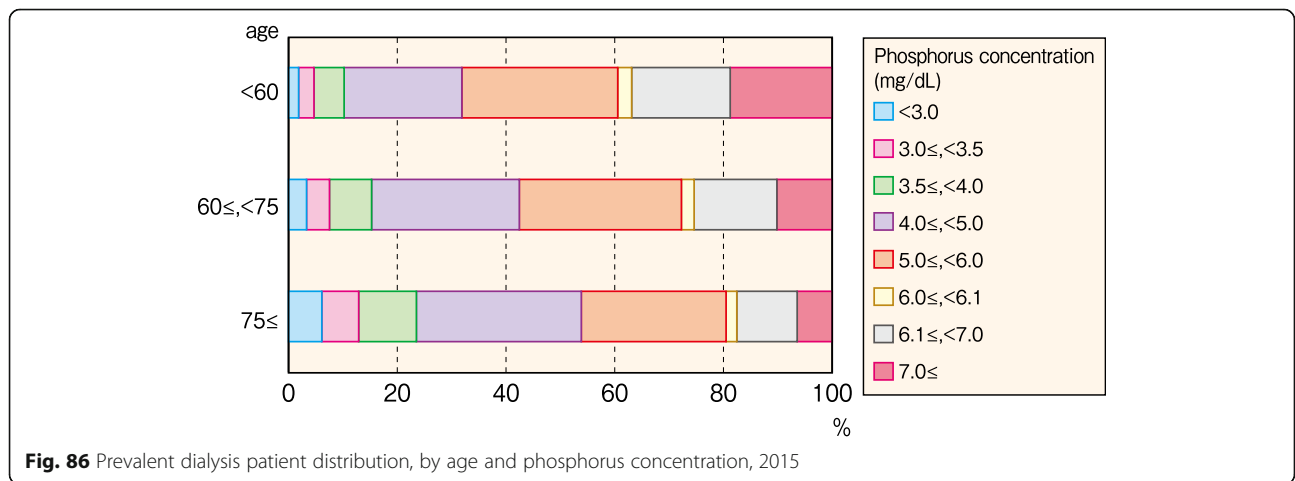 age
<60
60≤,<75
75≤
0 20 40 60 80 100
%
Phosphorus concentration
(mg/dL)
<3.0
3.0≤,<3.5
3.5≤,<4.0
4.0≤,<5.0
5.0≤,<6.0
6.0≤,<6.1
6.1≤,<7.0
7.0≤
Fig. 86 Prevalent dialysis patient distribution, by age and phosphorus concentration, 2015